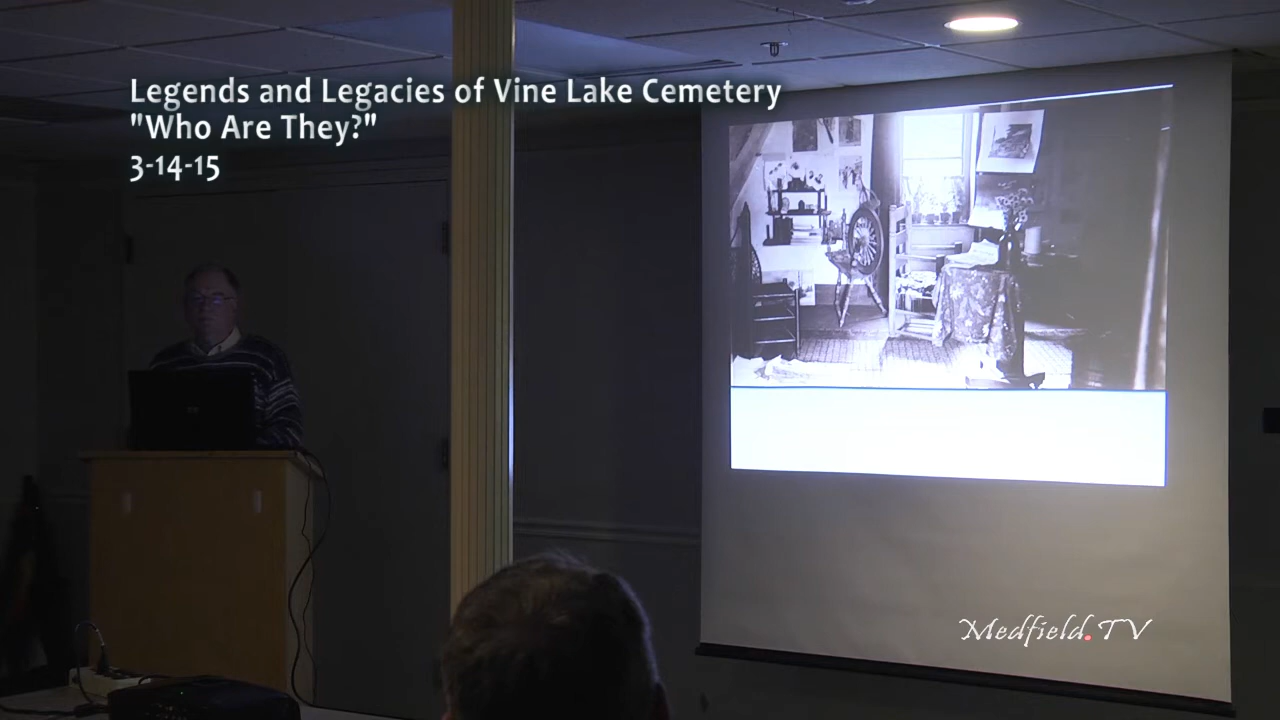 Legends and Legacies of Vine Lake Cemetery
"Who Are They?"
3-14-15
Medfield.TV